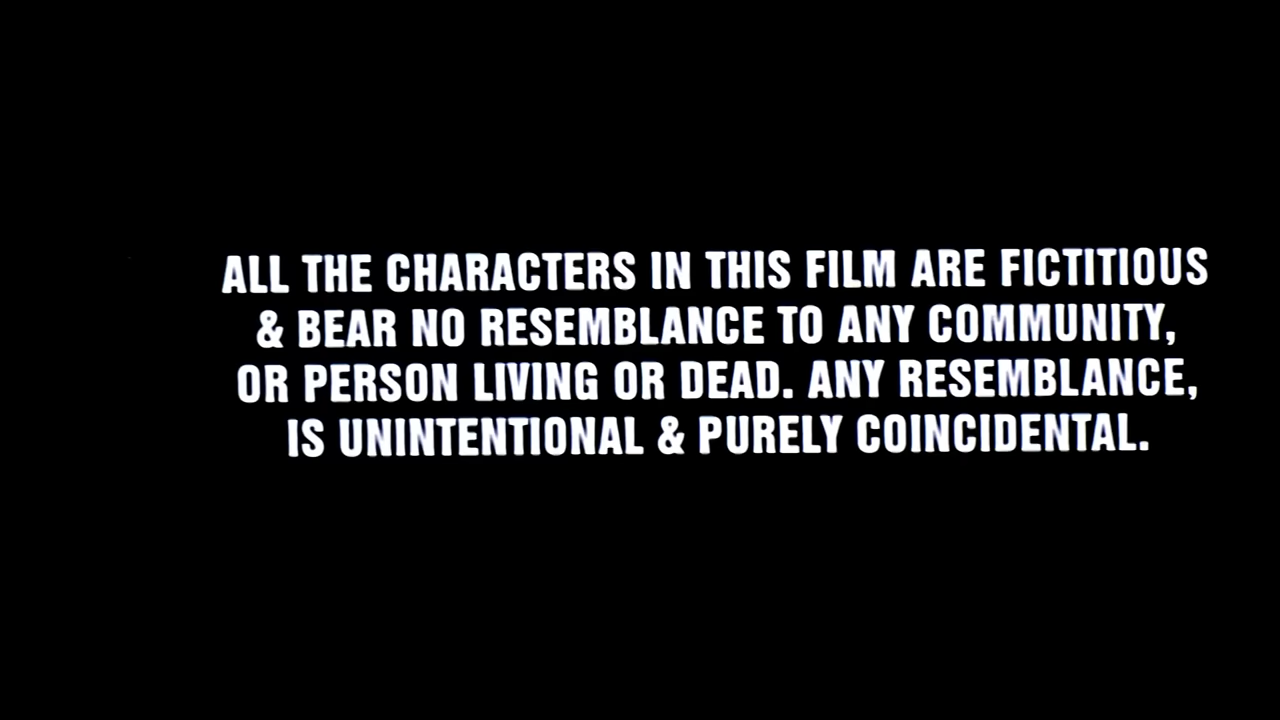 ALL THE CHARACTERS IN THIS FILM ARE FICTITIOUS
& BEAR NO RESEMBLANCE TO ANY COMMUNITY,
OR PERSON LIVING OR DEAD. ANY RESEMBLANCE,
IS UNINTENTIONAL & PURELY COINCIDENTAL.